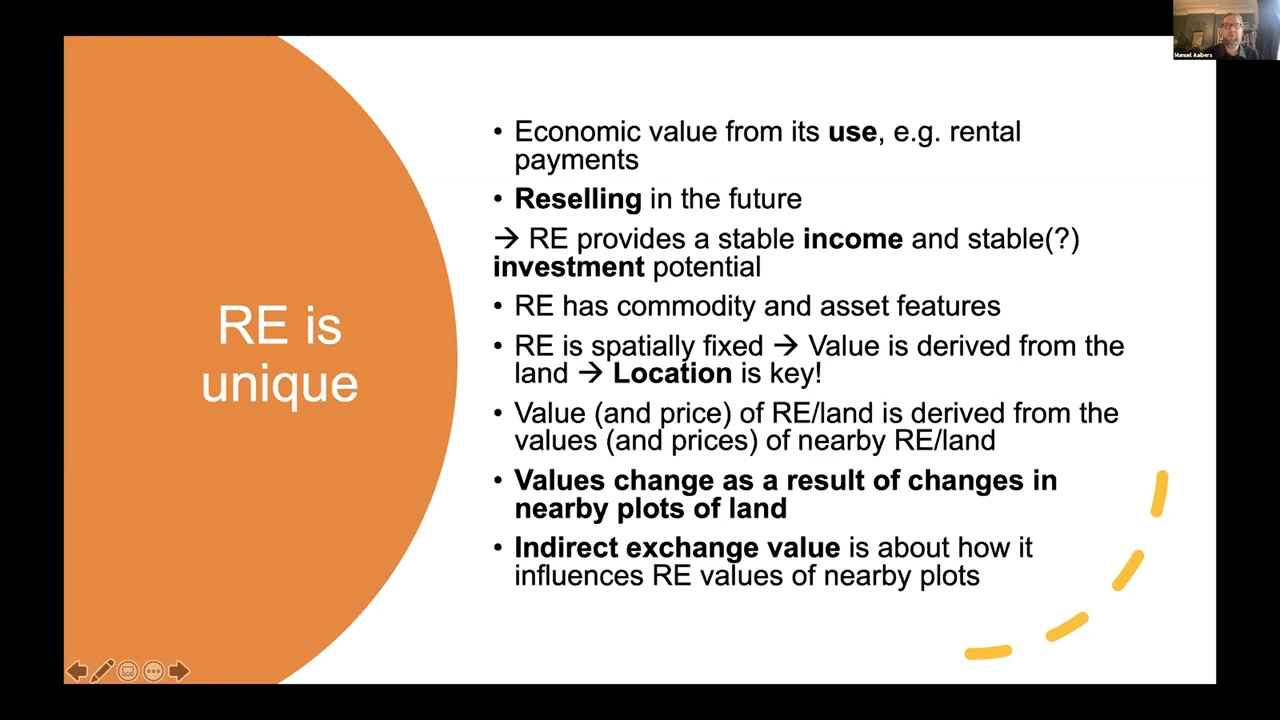 Manuel Aalbers
RE is
unique
• Economic value from its use, e.g. rental
payments
• Reselling in the future
→ RE provides a stable income and stable(?)
investment potential
• RE has commodity and asset features
• RE is spatially fixed → Value is derived from the
land → Location is key!
• Value (and price) of RE/land is derived from the
values (and prices) of nearby RE/land
• Values change as a result of changes in
nearby plots of land
• Indirect exchange value is about how it
influences RE values of nearby plots